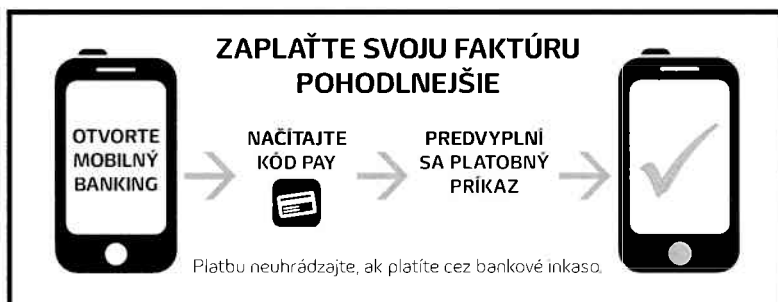 ZAPLAŤTE SVOJU FAKTÚRU
POHODLNEJŠIE
OTVORTE
MOBILNÝ
BANKING
NAČÍTAJTE
KÓD PAY
PREDVYPLNÍ
SA PLATOBNÝ
PRÍKAZ
Platbu neuhrádzajte, ak platíte cez bankové inkaso.